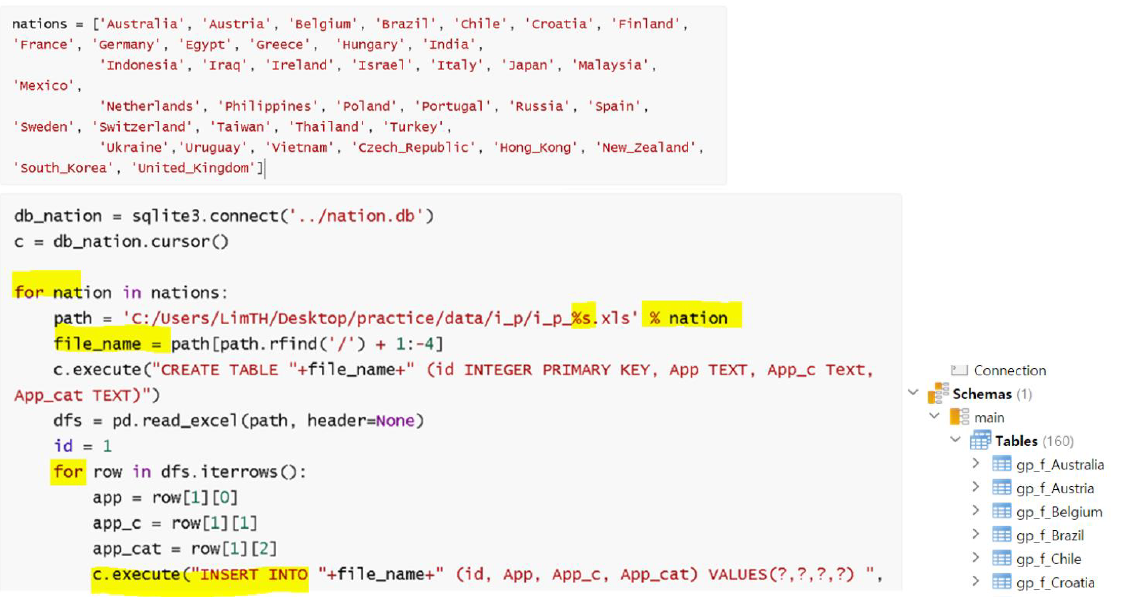 nations = ['Australia', 'Austria', 'Belgium', 'Brazil', 'Chile', 'Croatia', 'Finland',
'France', 'Germany', 'Egypt', 'Greece',  'Hungary', 'India',
'Indonesia', 'Iraq', 'Ireland', 'Israel', 'Italy', 'Japan', 'Malaysia',
'Mexico',
'Netherlands', 'Philippines', 'Poland', 'Portugal', 'Russia', 'Spain',
'Sweden', 'Switzerland', 'Taiwan', 'Thailand', 'Turkey',
'Ukraine','Uruguay', 'Vietnam', 'Czech_Republic', 'Hong_Kong', 'New_Zealand',
'South_Korea', 'United_Kingdom']
db_nation = sqlite3.connect('../nation.db')
c = db_nation.cursor()
for nation in nations:
path = 'C:/Users/LimTH/Desktop/practice/data/i_p/i_p_%s.xls' % nation
file_name = path[path.rfind('/') + 1:-4]
c.execute("CREATE TABLE "+file_name+" (id INTEGER PRIMARY KEY, App TEXT, App_c Text,
App_cat TEXT)")
dfs = pd.read_excel(path, header=None)
id = 1
for row in dfs.iterrows():
app = row[1][0]
app_c = row[1][1]
app_cat = row[1][2]
c.execute("INSERT INTO "+file_name+" (id, App, App_c, App_cat) VALUES(?,?,?,?) ",
Connection
Schemas (1)
main
Tables (160)
gp_f_Australia
gp_f_Austria
gp_f_Belgium
gp_f_Brazil
gp_f_Chile
gp_f_Croatia